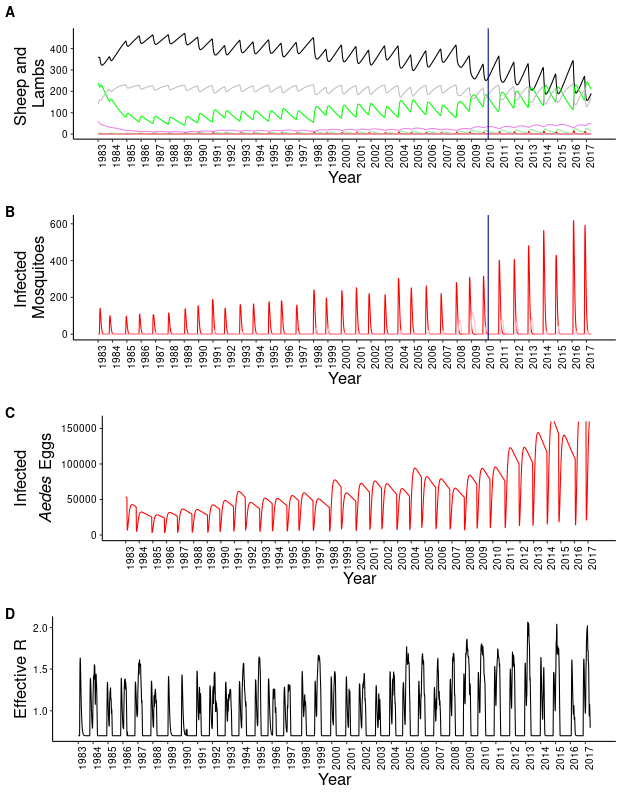 A
Sheep and
Lambs
400
300
200
100
0
1983 1984 1985 1986 1987 1988 1989 1990 1991 1992 1993 1994 1995 1996 1997 1998 1999 2000 2001 2002 2003 2004 2005 2006 2007 2008 2009 2010 2011 2012 2013 2014 2015 2016 2017
Year
B
Infected
Mosquitoes
600
400
200
0
1983 1984 1985 1986 1987 1988 1989 1990 1991 1992 1993 1994 1995 1996 1997 1998 1999 2000 2001 2002 2003 2004 2005 2006 2007 2008 2009 2010 2011 2012 2013 2014 2015 2016 2017
Year
C
Infected
Aedes Eggs
150000
100000
50000
0
1983 1984 1985 1986 1987 1988 1989 1990 1991 1992 1993 1994 1995 1996 1997 1998 1999 2000 2001 2002 2003 2004 2005 2006 2007 2008 2009 2010 2011 2012 2013 2014 2015 2017
Year
D
Effective R
2.0
1.5
1.0
1983 1984 1985 1986 1987 1988 1989 1990 1991 1992 1993 1994 1995 1996 1997 1998 1999 2000 2001 2002 2003 2004 2005 2006 2007 2008 2009 2010 2011 2012 2013 2014 2015 2016 2017
Year